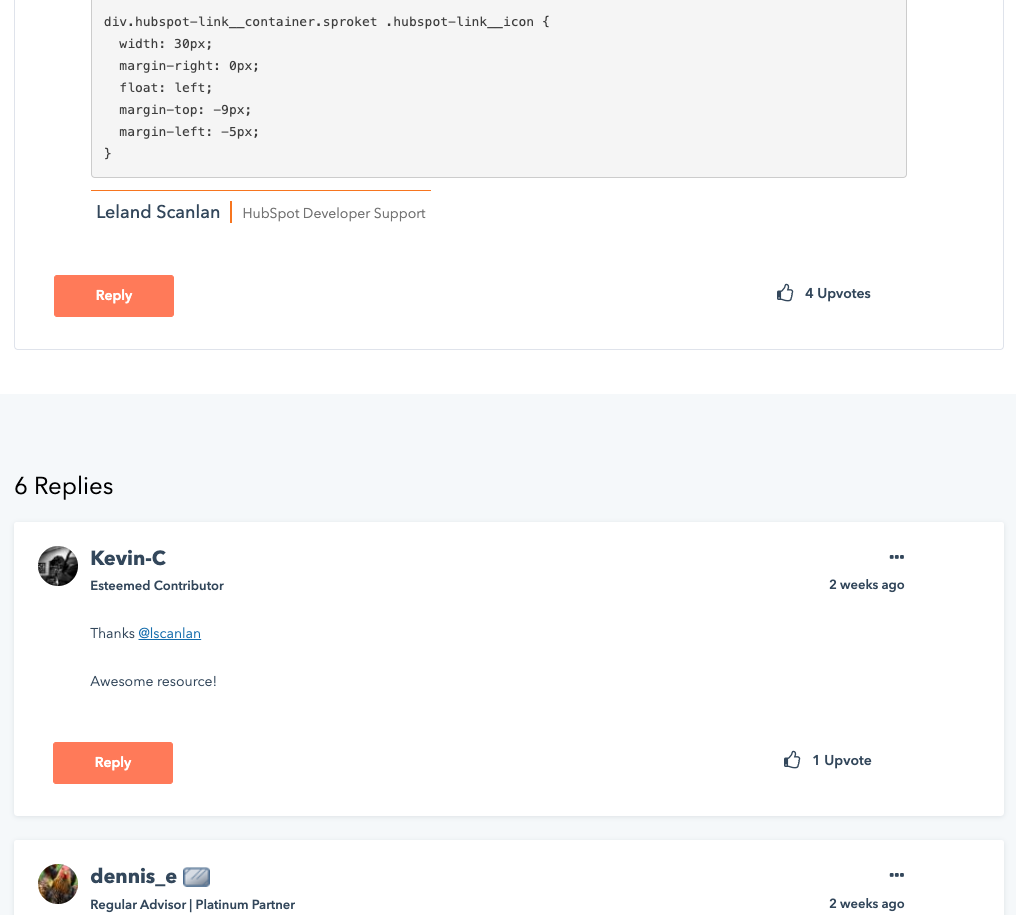 div.hubspot-link__container.sproket .hubspot-link__icon {
  width: 30px;
  margin-right: 0px;
  float: left;
  margin-top: -9px;
  margin-left: -5px;
}
Leland Scanlan | HubSpot Developer Support
Reply
4 Upvotes
6 Replies
Kevin-C
•••
Esteemed Contributor
2 weeks ago
Thanks @lscanlan
Awesome resource!
Reply
1 Upvote
dennis_e
•••
Regular Advisor | Platinum Partner
2 weeks ago